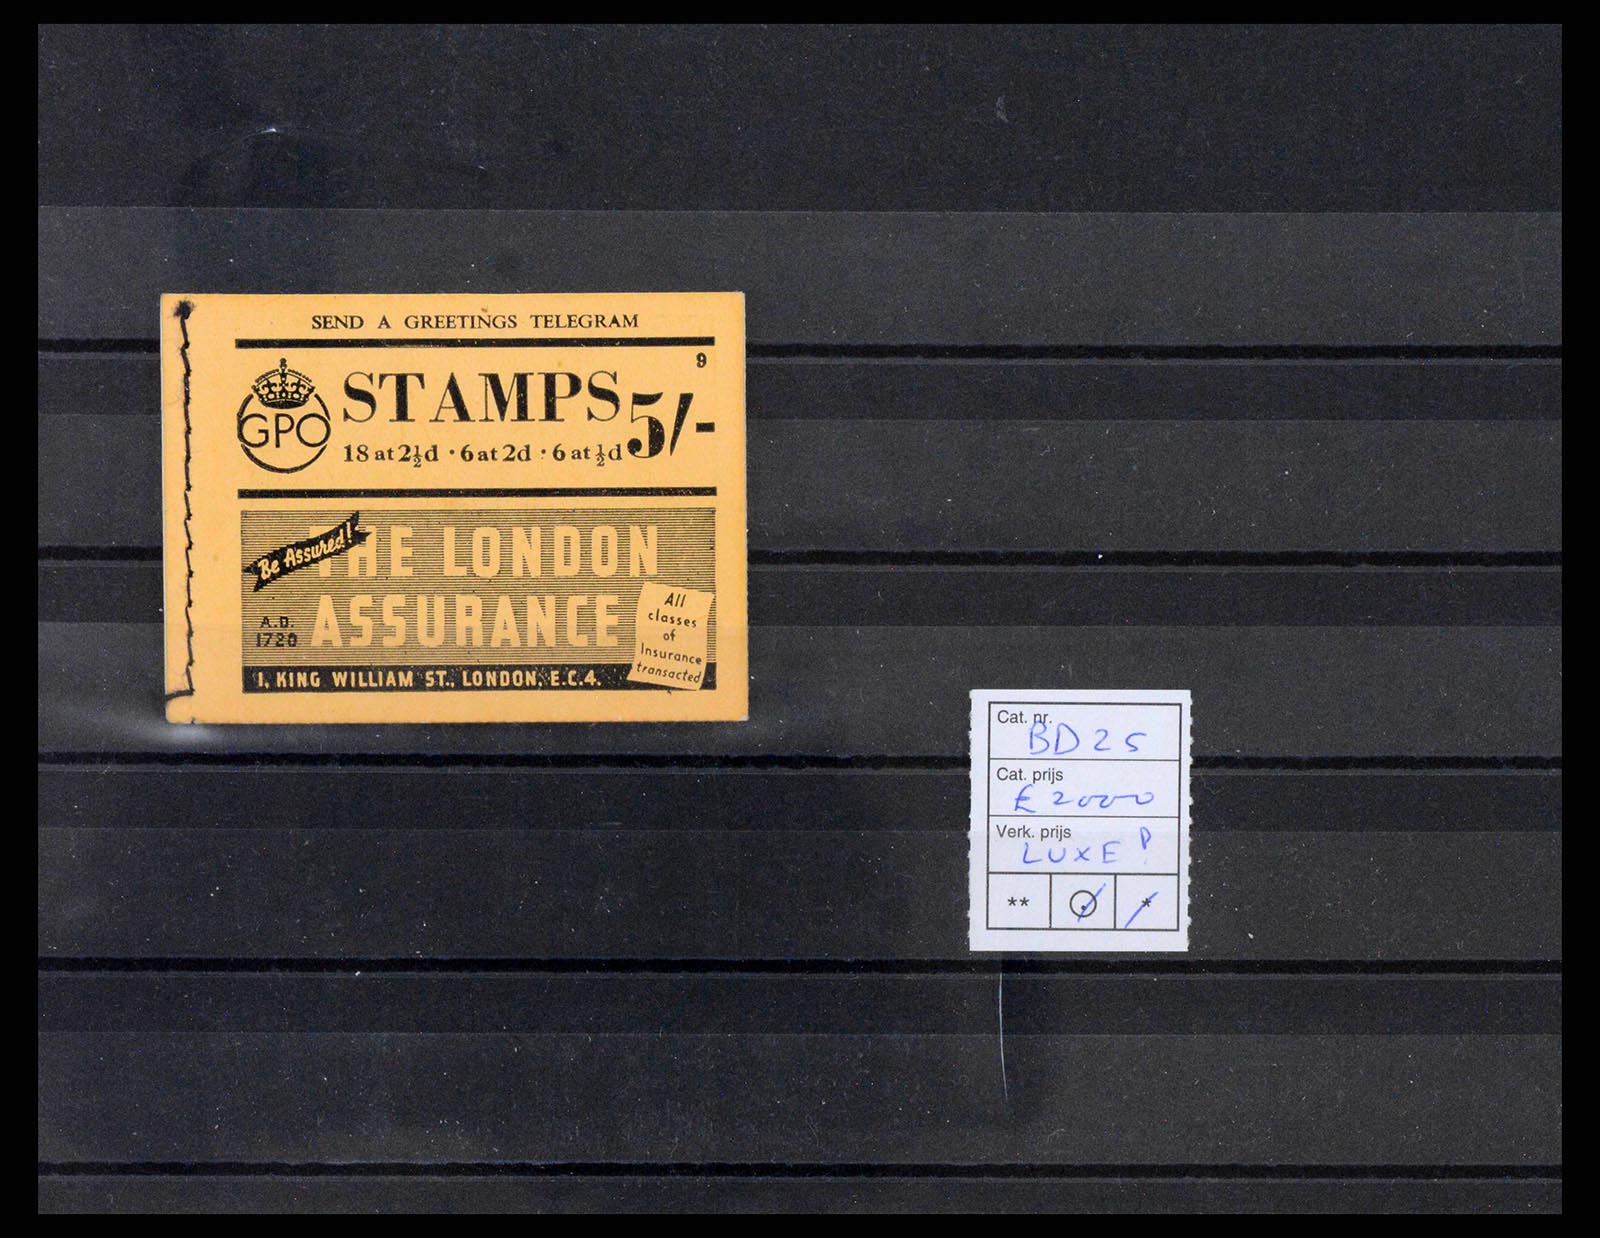 SEND A GREETINGS TELEGRAM
9
GPO
STAMPS 5/-
18 at 2½d · 6 at 2d · 6 at ½d
Be Assured!
THE LONDON
ASSURANCE
A.D.
1720
All
classes
of
Insurance
transacted
1, KING WILLIAM ST., LONDON, E.C.4.
Cat. nr.
BD 25
Cat. prijs
£ 2000
Verk. prijs
LUXE!
** *